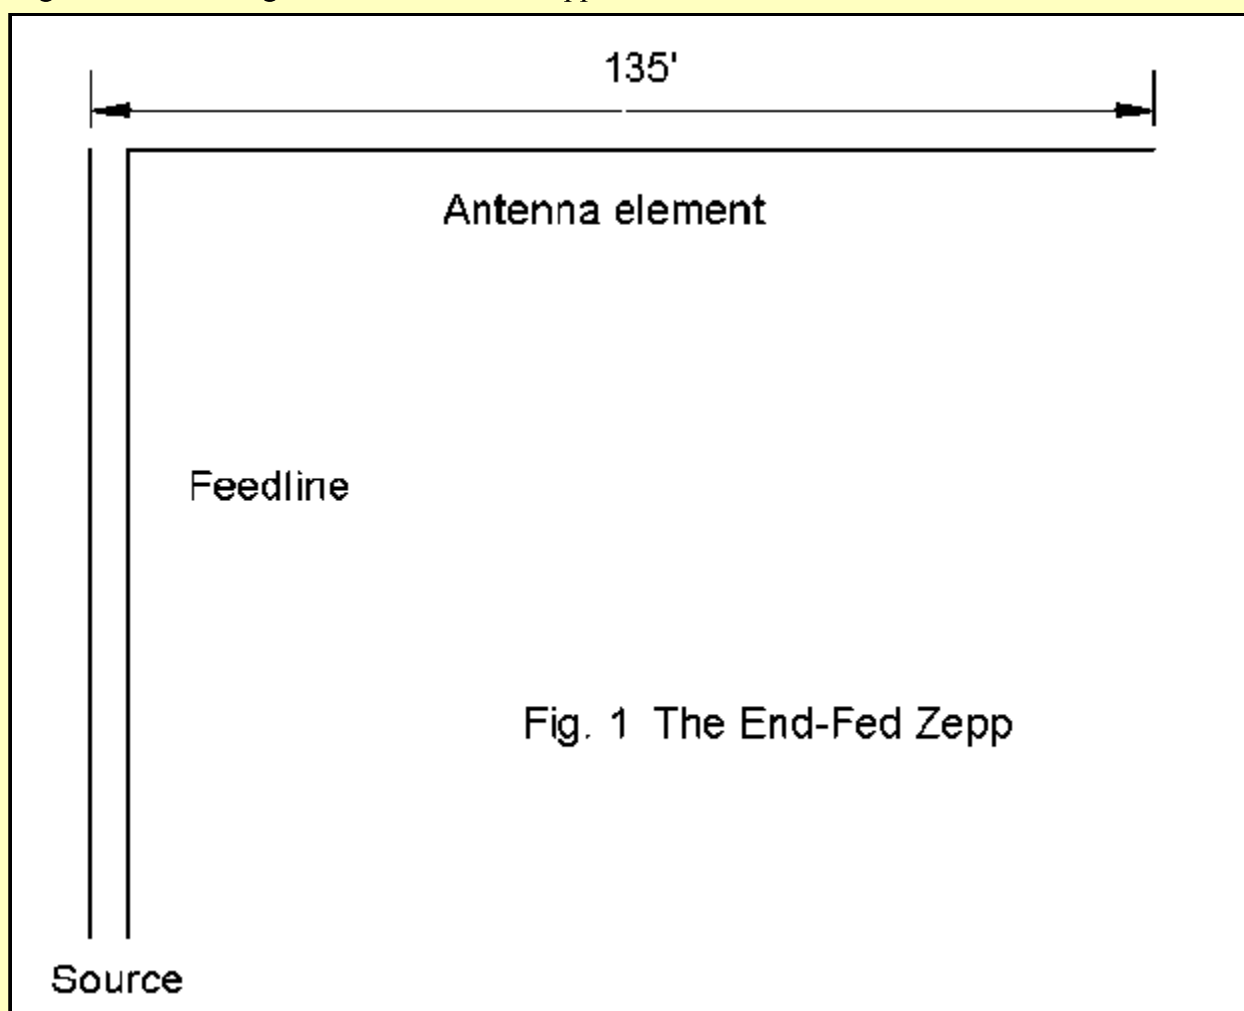 135'
Antenna element
Feedline
Fig. 1 The End-Fed Zepp
Source